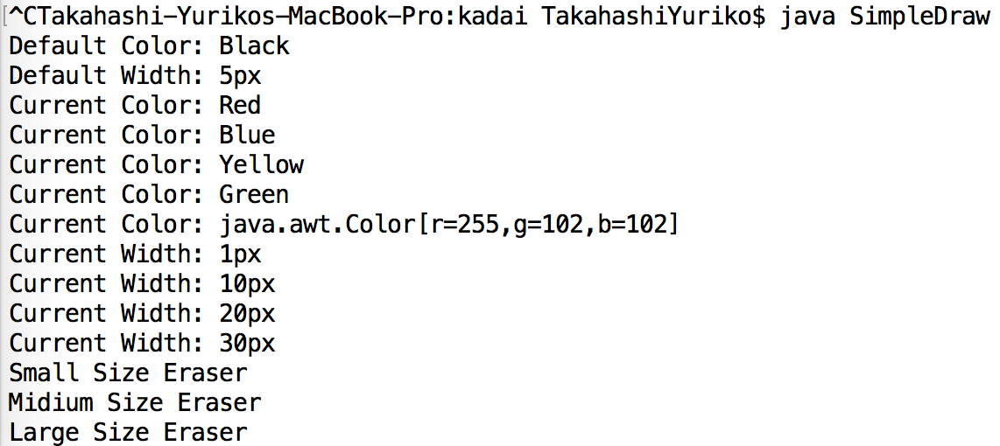 [^CTakahashi-Yurikos-MacBook-Pro:kadai TakahashiYuriko$ java SimpleDraw
Default Color: Black
Default Width: 5px
Current Color: Red
Current Color: Blue
Current Color: Yellow
Current Color: Green
Current Color: java.awt.Color[r=255,g=102,b=102]
Current Width: 1px
Current Width: 10px
Current Width: 20px
Current Width: 30px
Small Size Eraser
Midium Size Eraser
Large Size Eraser